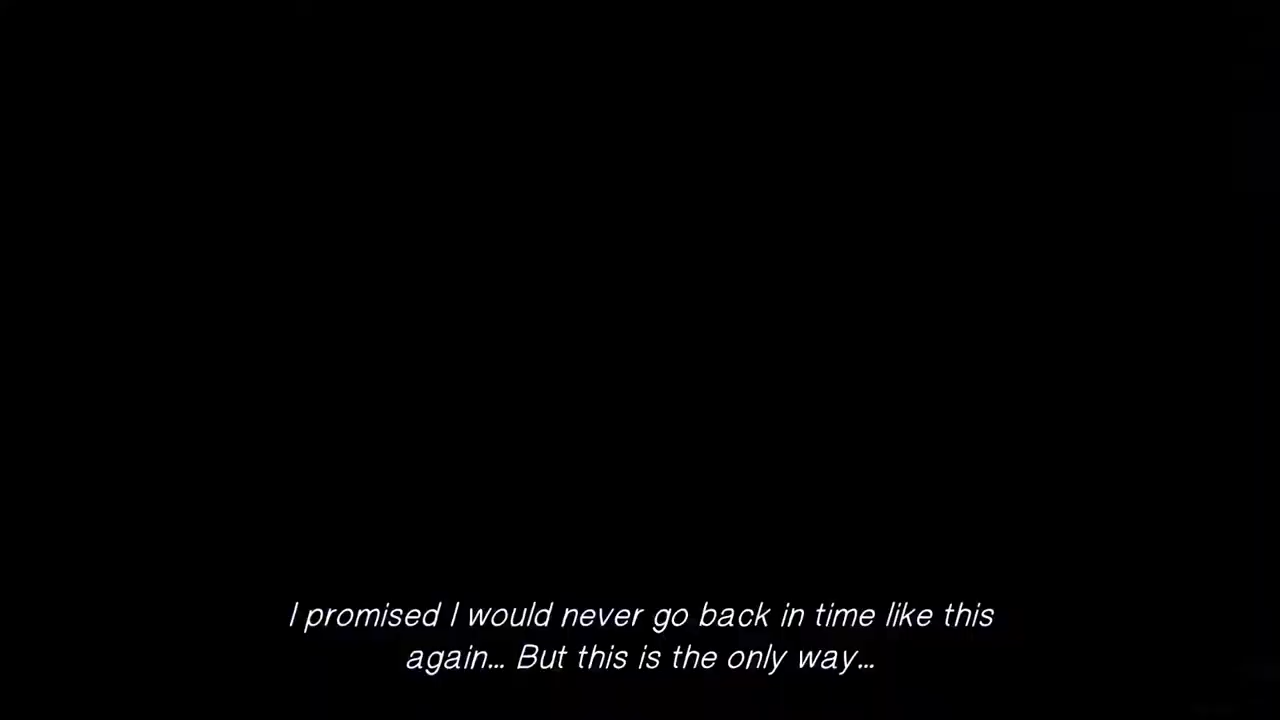 I promised I would never go back in time like this
again... But this is the only way...